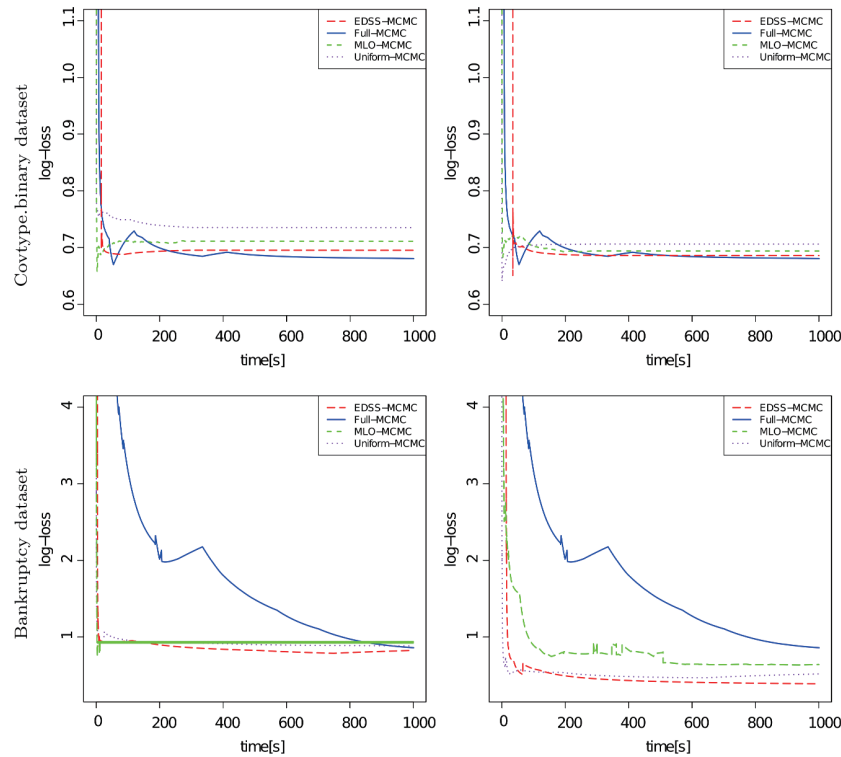 Covtype.binary dataset
log−loss
1.1
1.0
0.9
0.8
0.7
0.6
EDSS−MCMC
Full−MCMC
MLO−MCMC
Uniform−MCMC
0 200 400 600 800 1000
time[s]
log−loss
1.1
1.0
0.9
0.8
0.7
0.6
EDSS−MCMC
Full−MCMC
MLO−MCMC
Uniform−MCMC
0 200 400 600 800 1000
time[s]
Bankruptcy dataset
log−loss
4
3
2
1
EDSS−MCMC
Full−MCMC
MLO−MCMC
Uniform−MCMC
0 200 400 600 800 1000
time[s]
log−loss
4
3
2
1
EDSS−MCMC
Full−MCMC
MLO−MCMC
Uniform−MCMC
0 200 400 600 800 1000
time[s]